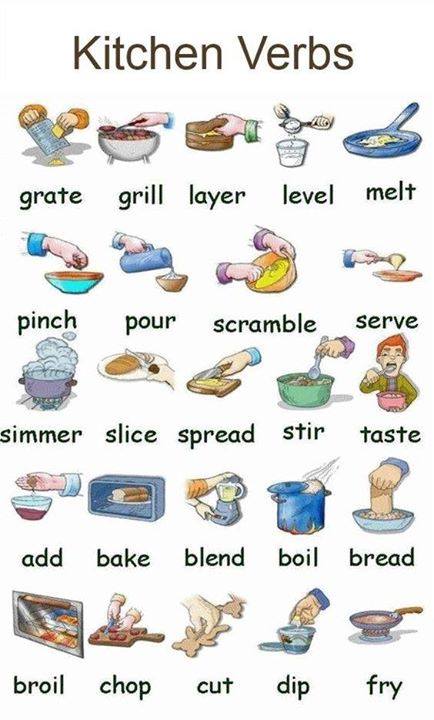 Kitchen Verbs
grate grill layer level melt
pinch pour scramble serve
simmer slice spread stir taste
add bake blend boil bread
broil chop cut dip fry